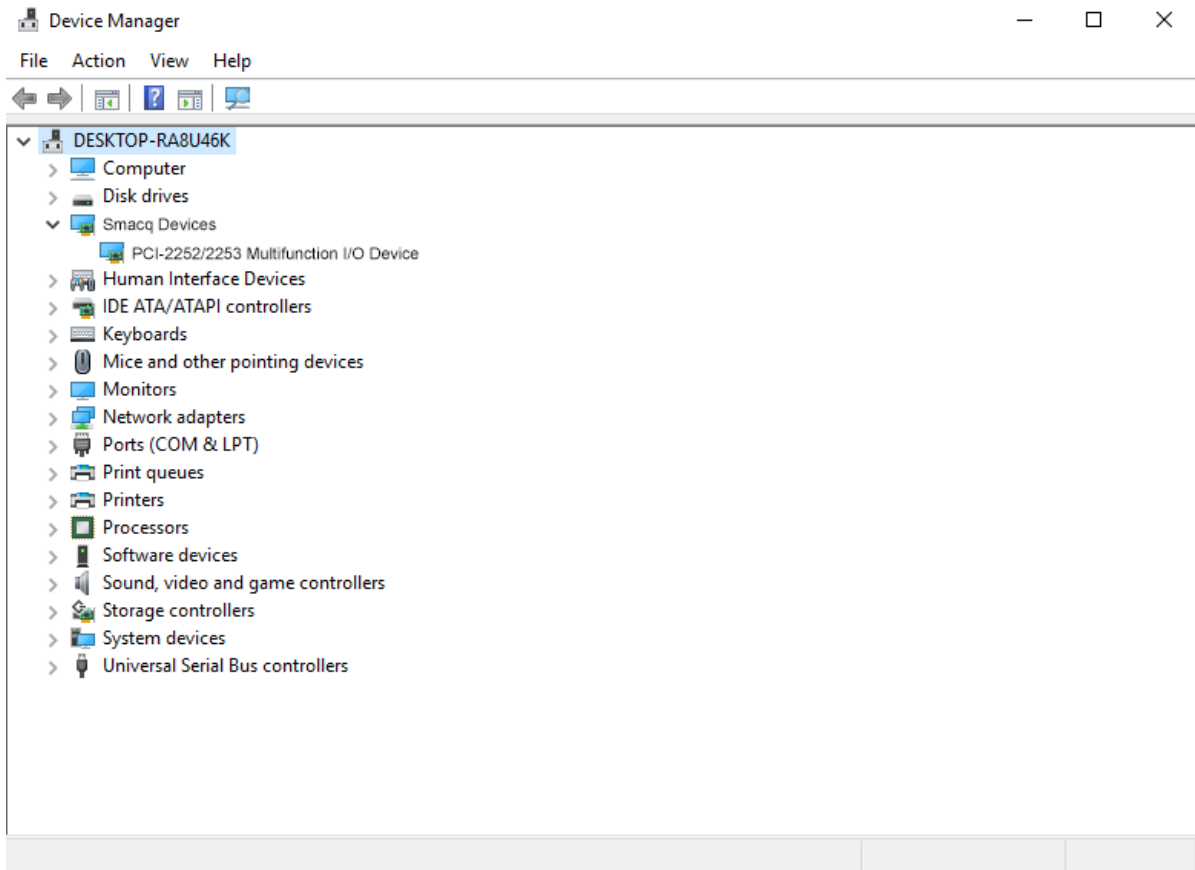 Device Manager
File Action View Help
DESKTOP-RA8U46K
Computer
Disk drives
Smacq Devices
PCI-2252/2253 Multifunction I/O Device
Human Interface Devices
IDE ATA/ATAPI controllers
Keyboards
Mice and other pointing devices
Monitors
Network adapters
Ports (COM & LPT)
Print queues
Printers
Processors
Software devices
Sound, video and game controllers
Storage controllers
System devices
Universal Serial Bus controllers